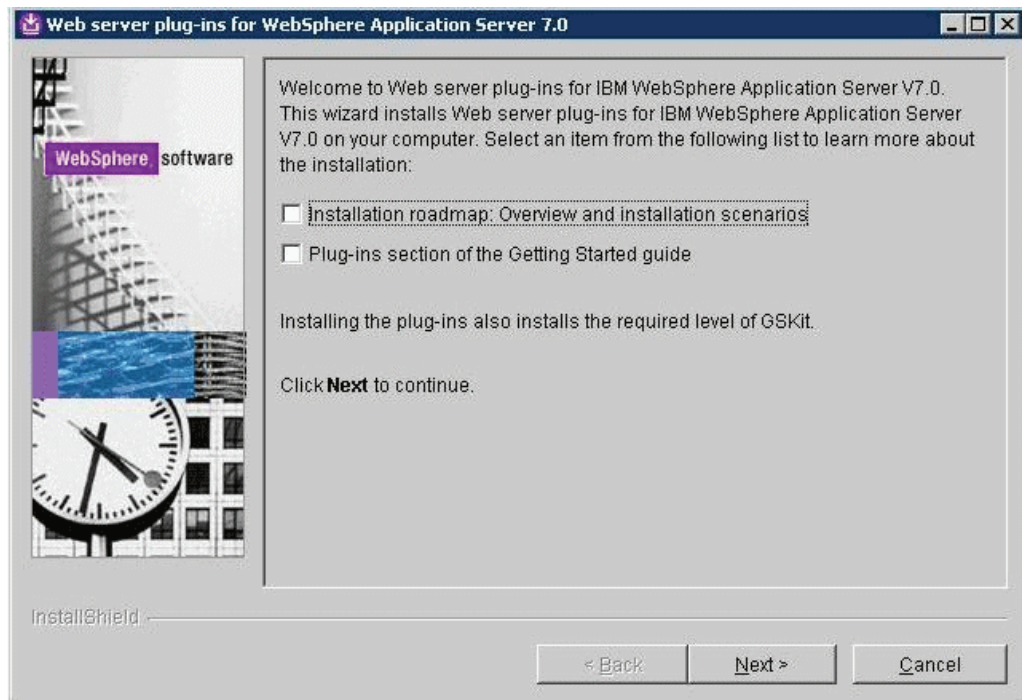 Web server plug-ins for WebSphere Application Server 7.0
WebSphere. software
Welcome to Web server plug-ins for IBM WebSphere Application Server V7.0.
This wizard installs Web server plug-ins for IBM WebSphere Application Server
V7.0 on your computer. Select an item from the following list to learn more about
the installation:
Installation roadmap: Overview and installation scenarios
Plug-ins section of the Getting Started guide
Installing the plug-ins also installs the required level of GSKit.
Click Next to continue.
InstallShield
< Back
Next >
Cancel